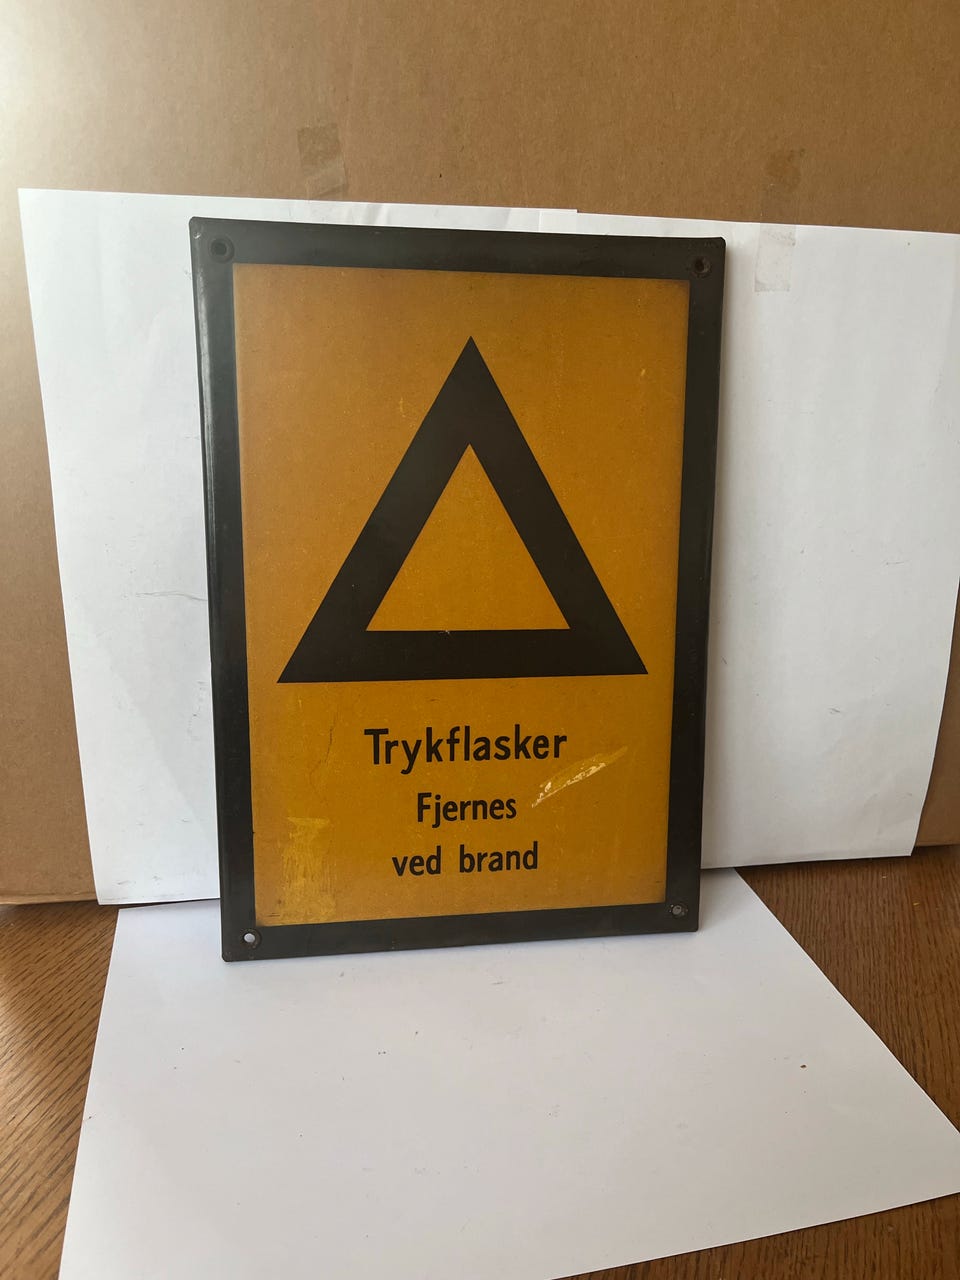 Trykflasker
Fjernes
ved brand